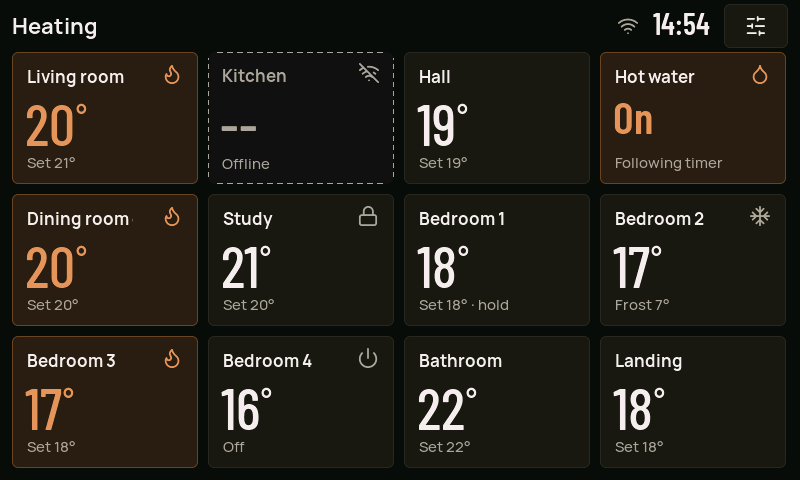 Heating
14:54
Living room
20°
Set 21°
Kitchen
--
Offline
Hall
19°
Set 19°
Hot water
On
Following timer
Dining room
20°
Set 20°
Study
21°
Set 20°
Bedroom 1
18°
Set 18° · hold
Bedroom 2
17°
Frost 7°
Bedroom 3
17°
Set 18°
Bedroom 4
16°
Off
Bathroom
22°
Set 22°
Landing
18°
Set 18°